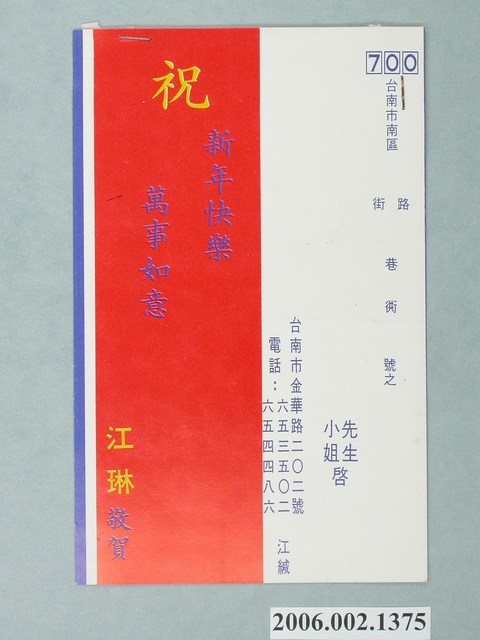 700
台南市南區
路
街
巷
衖
號之
先生
小姐
啓
台南市金華路二〇二號
江緘
電話：六五三五〇二
六五四四八六
祝
新年快樂
萬事如意
江琳敬賀
2006.002.1375